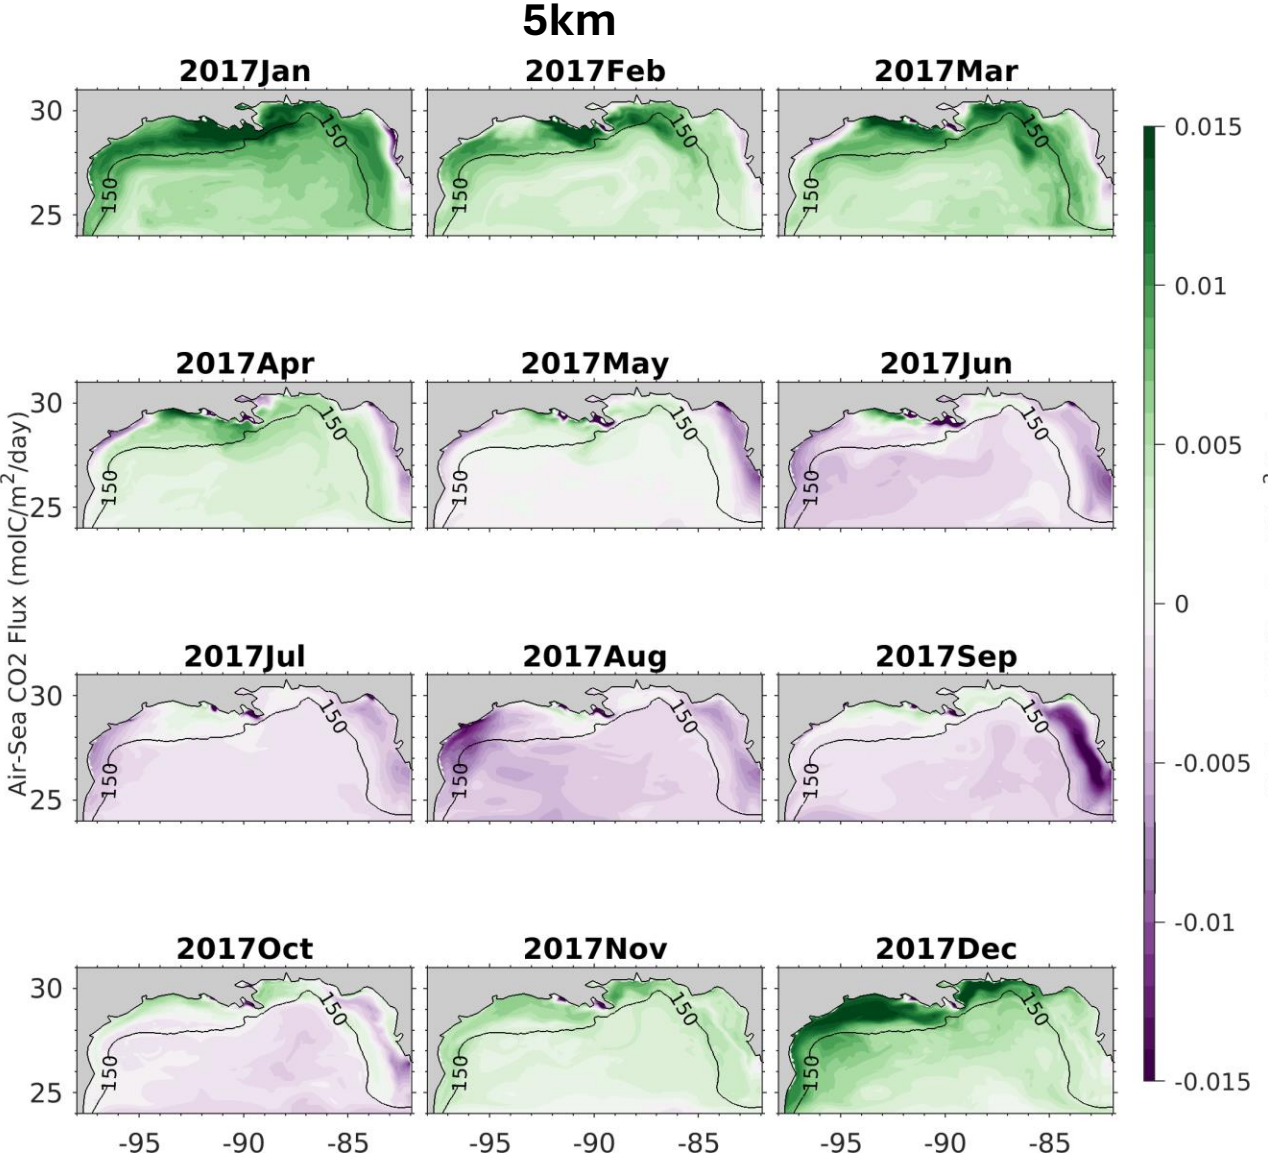 5km
2017Jan 2017Feb 2017Mar
30
25
150 150 150 150 150 150
2017Apr 2017May 2017Jun
30
25
150 150 150 150 150 150
2017Jul 2017Aug 2017Sep
30
25
150 150 150 150 150 150
2017Oct 2017Nov 2017Dec
30
25
150 150 150 150 150 150
-95 -90 -85 -95 -90 -85 -95 -90 -85
Air-Sea CO2 Flux (molC/m²/day)
0.015
0.01
0.005
0
-0.005
-0.01
-0.015